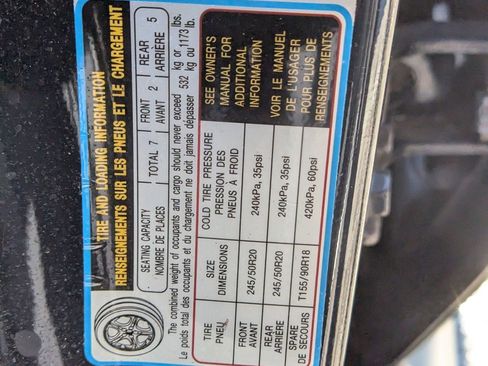 TIRE AND LOADING INFORMATION
RENSEIGNEMENTS SUR LES PNEUS ET LE CHARGEMENT
SEATING CAPACITY
NOMBRE DE PLACES
TOTAL 7
FRONT
AVANT
2
REAR
ARRIÈRE
5
The combined weight of occupants and cargo should never exceed 532 kg or 1173 lbs.
Le poids total des occupants et du chargement ne doit jamais dépasser 532 kg ou 1173 lb.
TIRE
PNEU
SIZE
DIMENSIONS
COLD TIRE PRESSURE
PRESSION DES
PNEUS À FROID
FRONT
AVANT
245/50R20
240kPa, 35psi
REAR
ARRIÈRE
245/50R20
240kPa, 35psi
SPARE
DE SECOURS
T155/90R18
420kPa, 60psi
SEE OWNER'S
MANUAL FOR
ADDITIONAL
INFORMATION
VOIR LE MANUEL
DE L'USAGER
POUR PLUS DE
RENSEIGNEMENTS